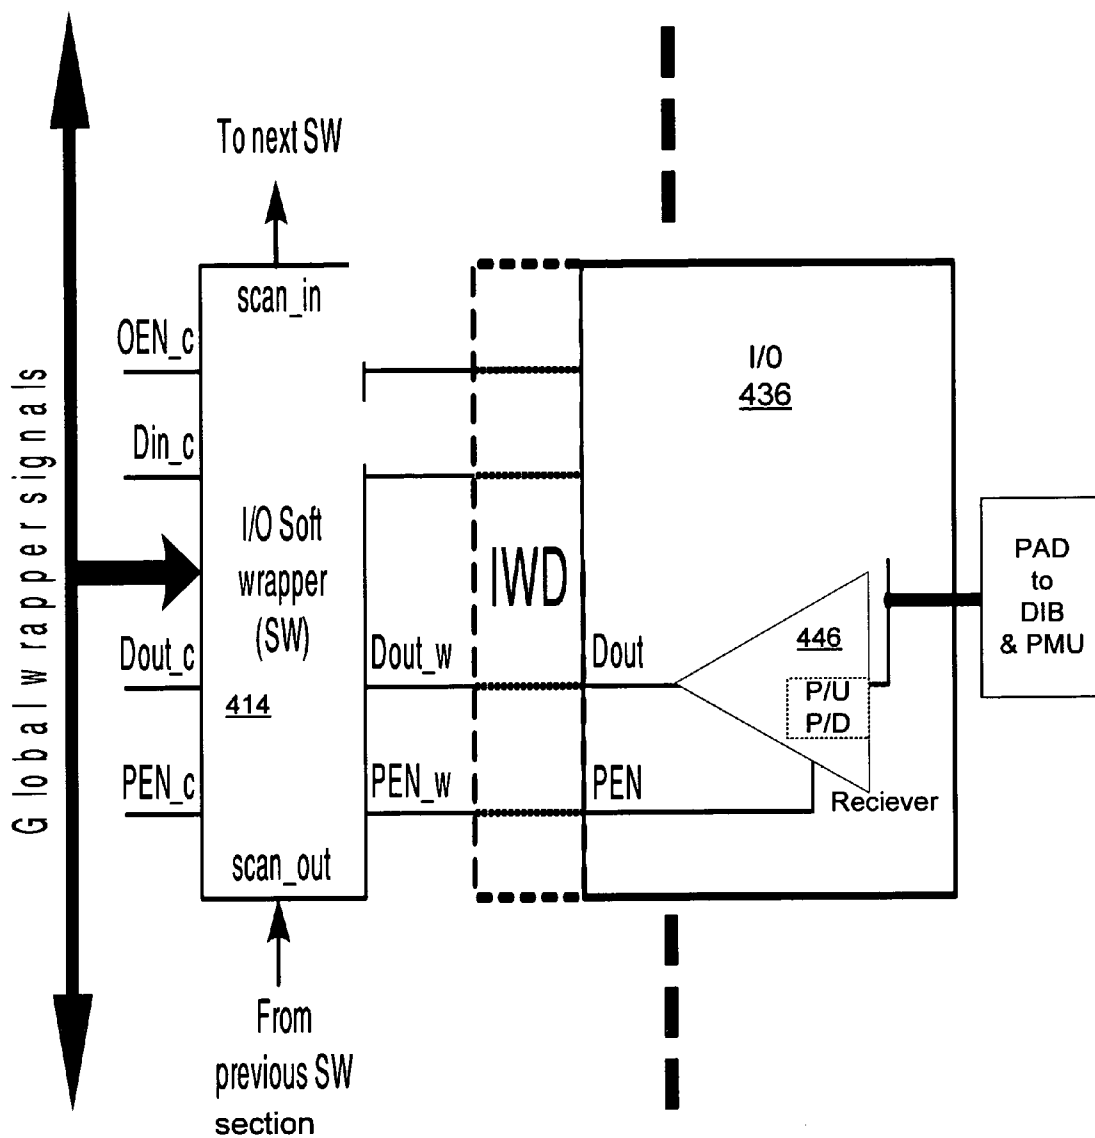 Global wrapper signals
To next SW
scan_in
OEN_c
Din_c
I/O Soft
wrapper
(SW)
414
Dout_c
PEN_c
scan_out
From
previous SW
section
Dout_w
PEN_w
IWD
I/0
436
Dout
PEN
446
P/U
P/D
Reciever
PAD
to
DIB
& PMU